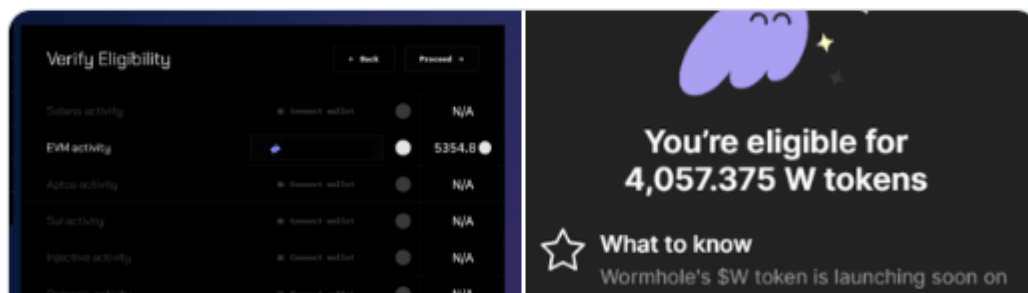 Verify Eligibility
← Back
Proceed →
Solana activity
Connect wallet
N/A
EVM activity
5354.8
Aptos activity
Connect wallet
N/A
Sui activity
Connect wallet
N/A
Injective activity
Connect wallet
N/A
N/A
You're eligible for
4,057.375 W tokens
What to know
Wormhole's $W token is launching soon on